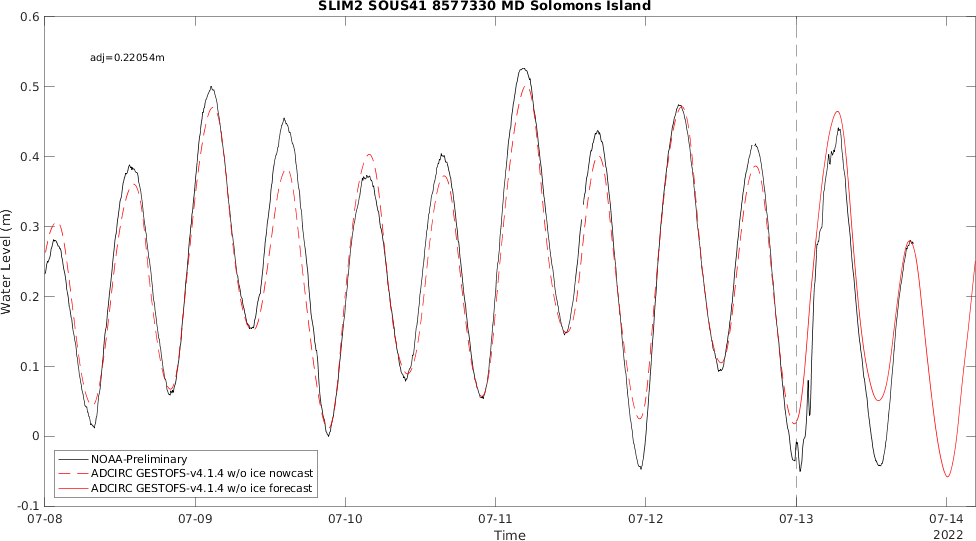 SLIM2 SOUS41 8577330 MD Solomons Island
adj=0.22054m
Water Level (m)
0.6
0.5
0.4
0.3
0.2
0.1
0
-0.1
NOAA-Preliminary
ADCIRC GESTOFS-v4.1.4 w/o ice nowcast
ADCIRC GESTOFS-v4.1.4 w/o ice forecast
07-08 07-09 07-10 07-11 07-12 07-13 07-14
Time 2022